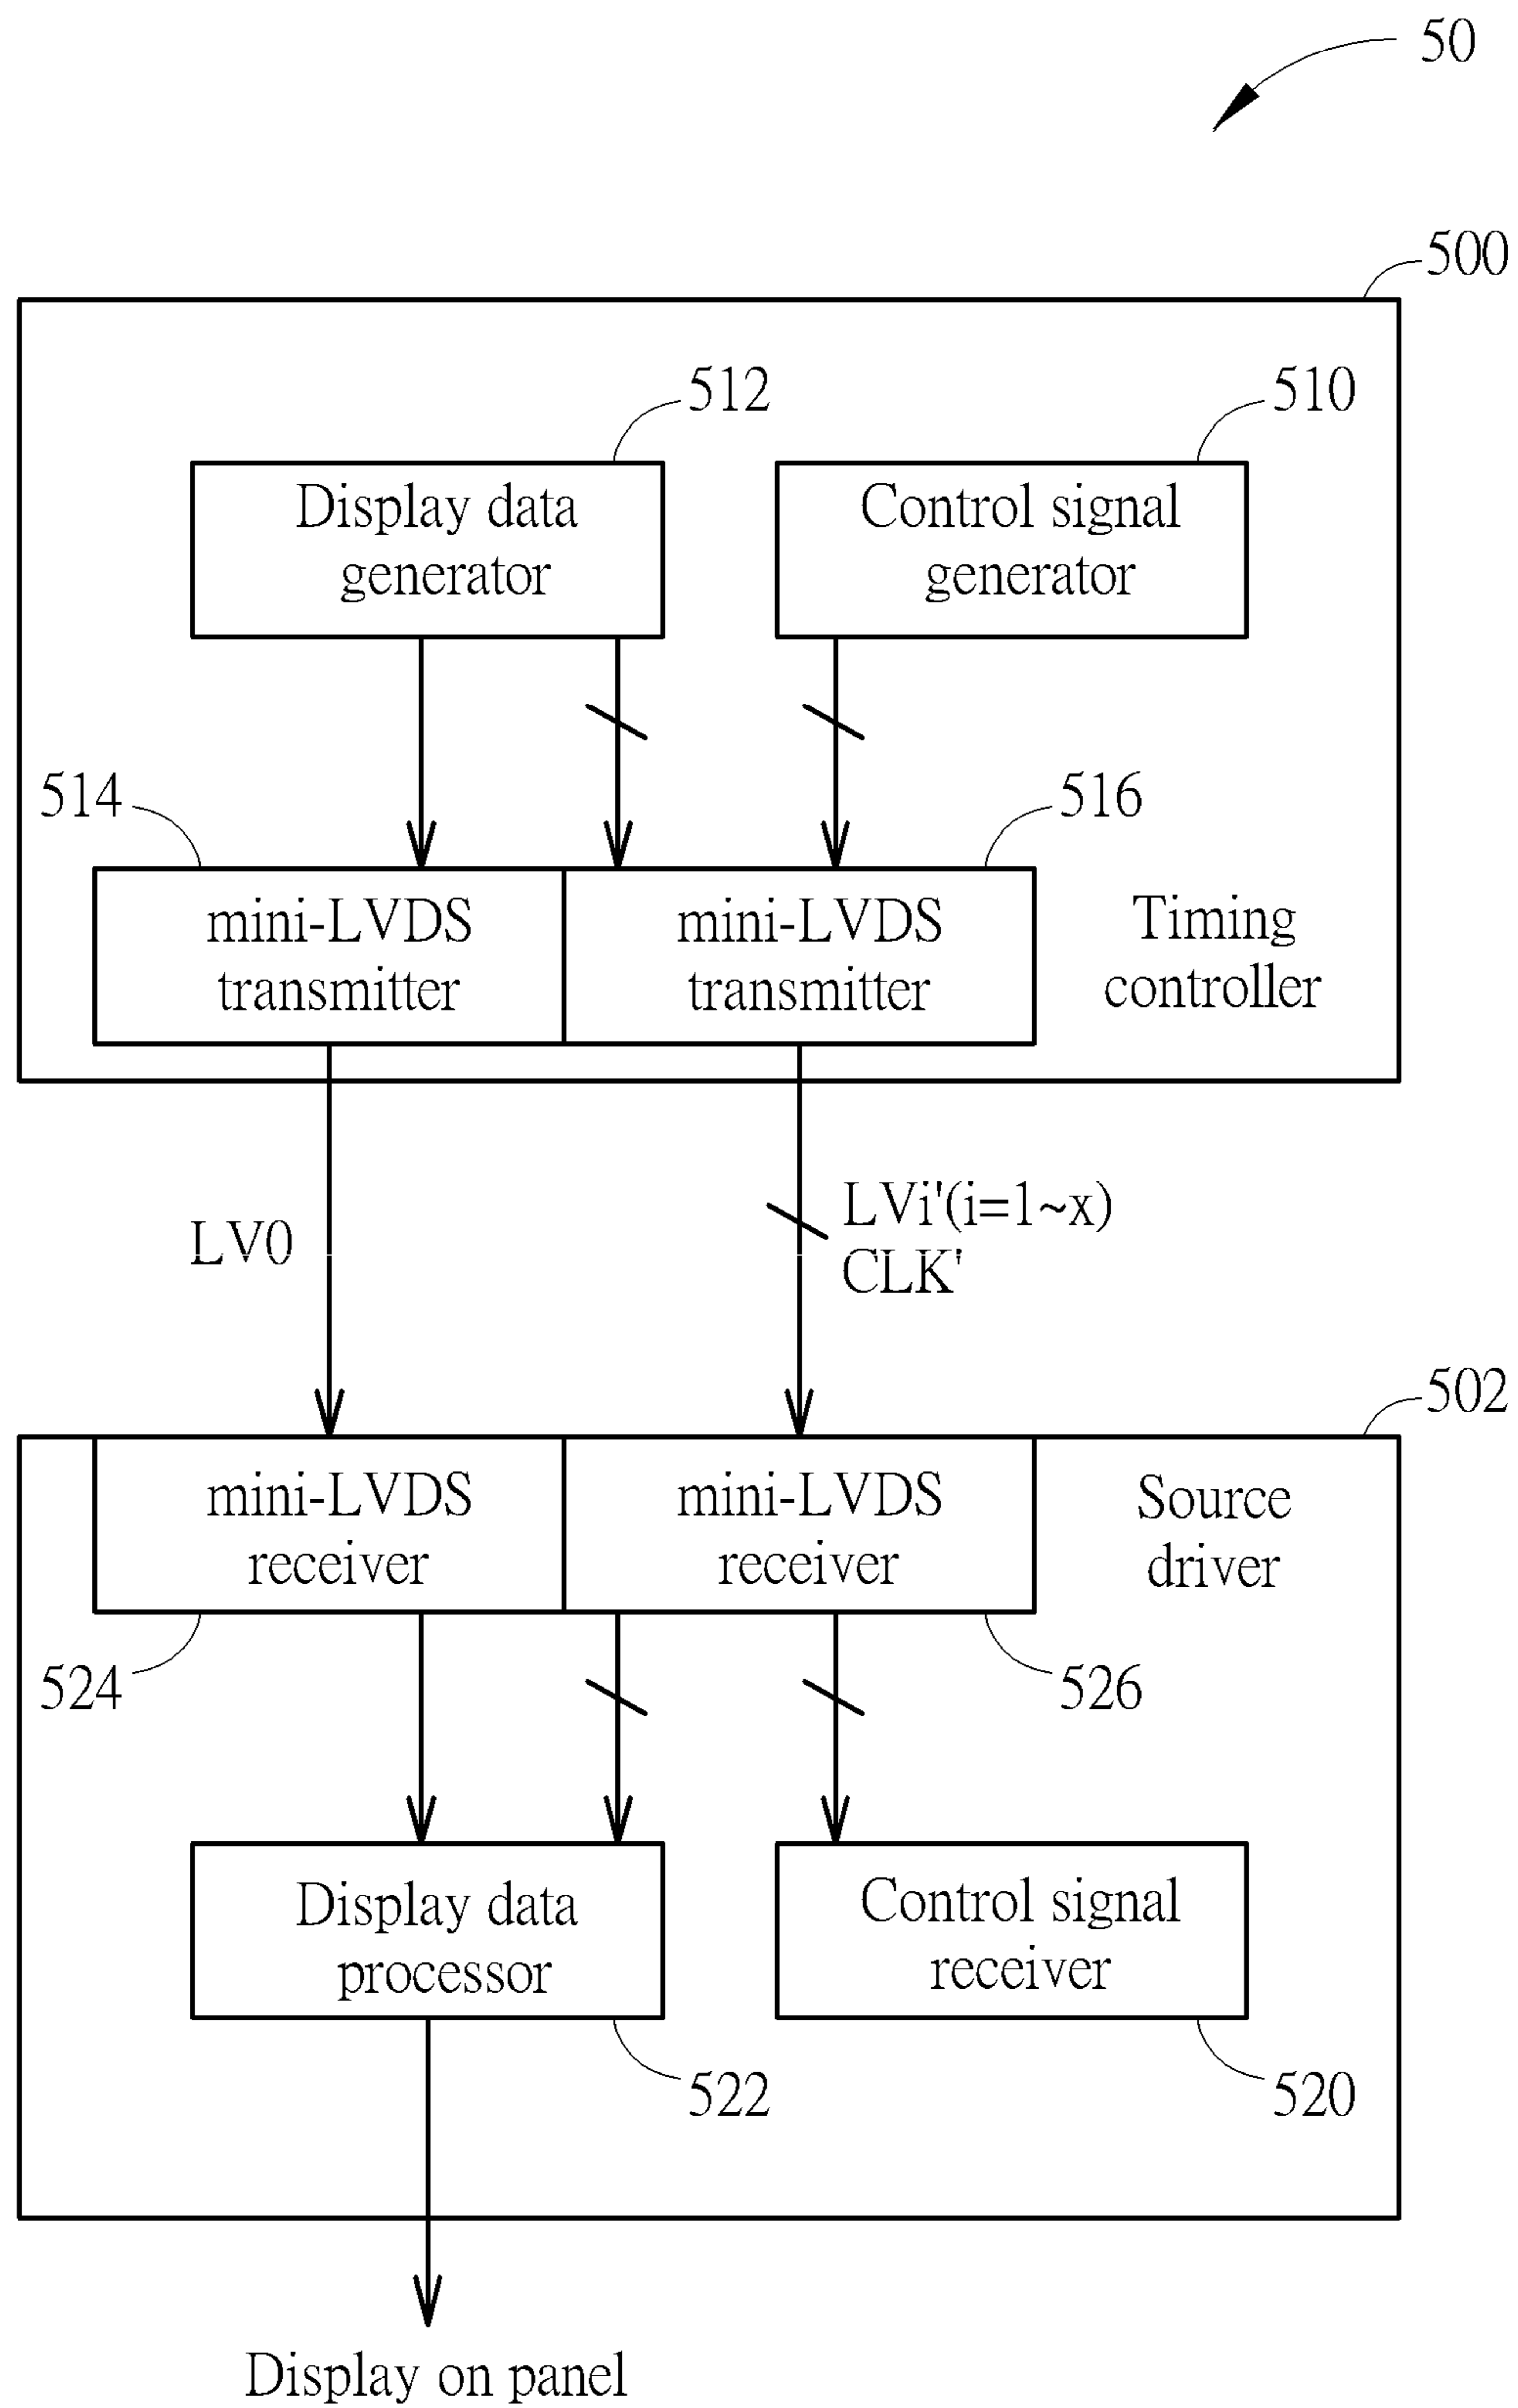 50
500
512
510
Display data
generator
Control signal
generator
514
516
mini-LVDS
transmitter
mini-LVDS
transmitter
Timing
controller
LV0
LVi'(i=1~x)
CLK'
502
mini-LVDS
receiver
mini-LVDS
receiver
Source
driver
524
526
Display data
processor
Control signal
receiver
522
520
Display on panel